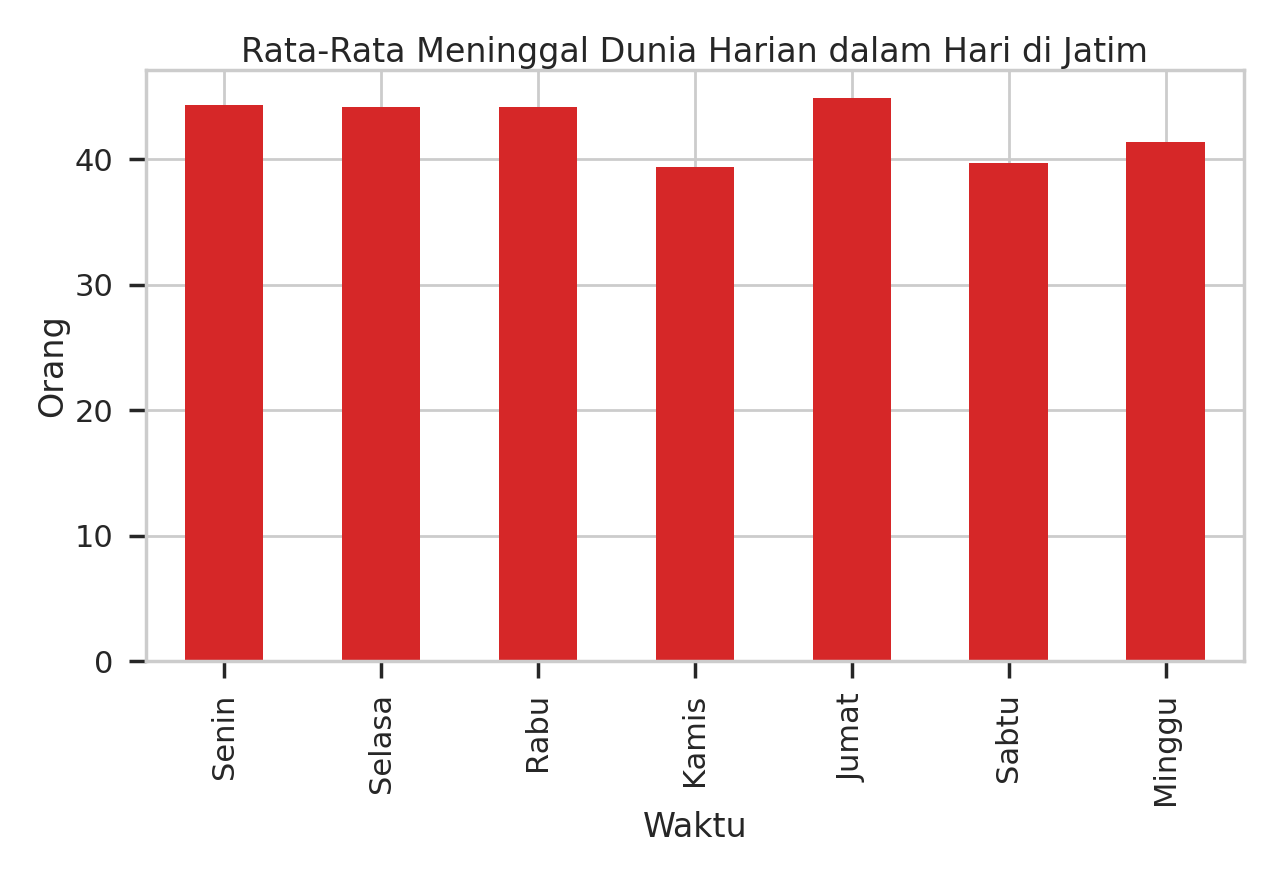 Rata-Rata Meninggal Dunia Harian dalam Hari di Jatim
Orang
40
30
20
10
0
Senin
Selasa
Rabu
Kamis
Jumat
Sabtu
Minggu
Waktu